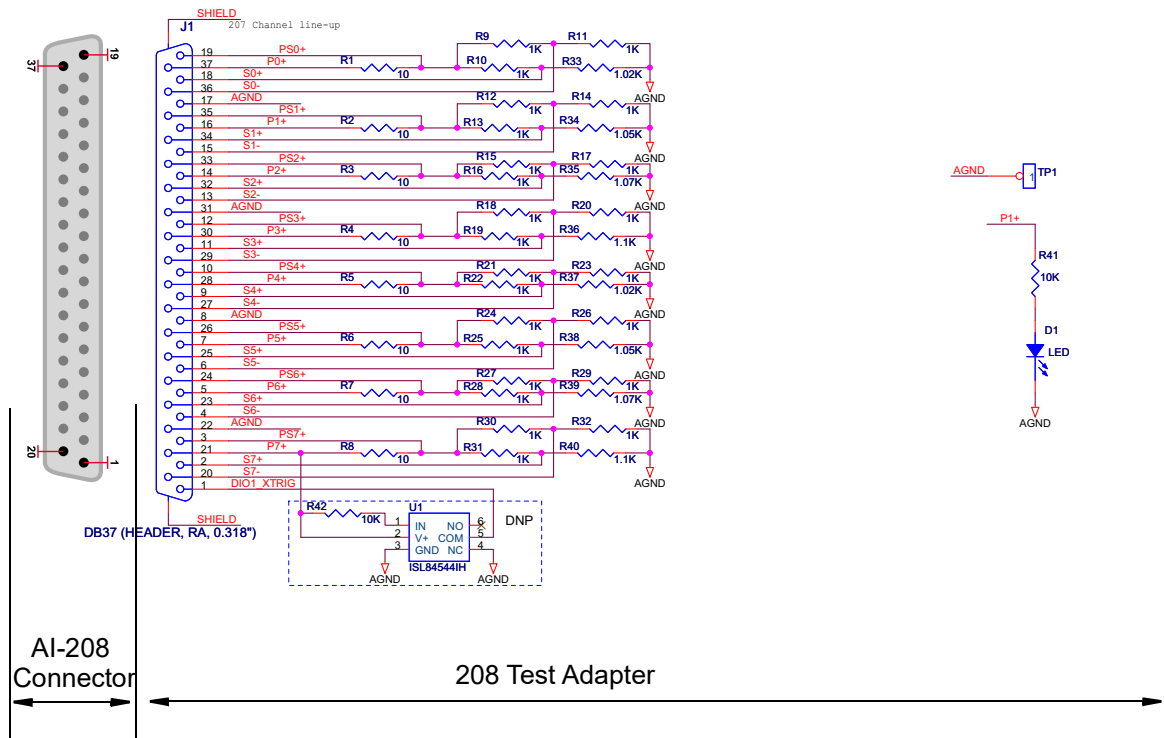 SHIELD
J1
207 Channel line-up
19
37
20
1
19 PS0+
37 P0+ R1 10
18 S0+
36 S0-
17 AGND
35 PS1+
16 P1+ R2 10
34 S1+
15 S1-
33 PS2+
14 P2+ R3 10
32 S2+
13 S2-
31 AGND
12 PS3+
30 P3+ R4 10
11 S3+
29 S3-
10 PS4+
28 P4+ R5 10
9 S4+
27 S4-
8 AGND
26 PS5+
7 P5+ R6 10
25 S5+
6 S5-
24 PS6+
5 P6+ R7 10
23 S6+
4 S6-
22 AGND
3 PS7+
21 P7+ R8 10
2 S7+
20 S7-
1 DIO1_XTRIG
SHIELD
DB37 (HEADER, RA, 0.318")
R9 1K R11 1K
R10 1K R33 1.02K
AGND
R12 1K R14 1K
R13 1K R34 1.05K
AGND
R15 1K R17 1K
R16 1K R35 1.07K
AGND
R18 1K R20 1K
R19 1K R36 1.1K
AGND
R21 1K R23 1K
R22 1K R37 1.02K
AGND
R24 1K R26 1K
R25 1K R38 1.05K
AGND
R27 1K R29 1K
R28 1K R39 1.07K
AGND
R30 1K R32 1K
R31 1K R40 1.1K
AGND
R42 10K
U1
1 IN NO 6
2 V+ COM 5
3 GND NC 4
ISL84544IH
DNP
AGND AGND
AGND 1 TP1
P1+
R41
10K
D1
LED
AGND
AI-208
Connector
208 Test Adapter